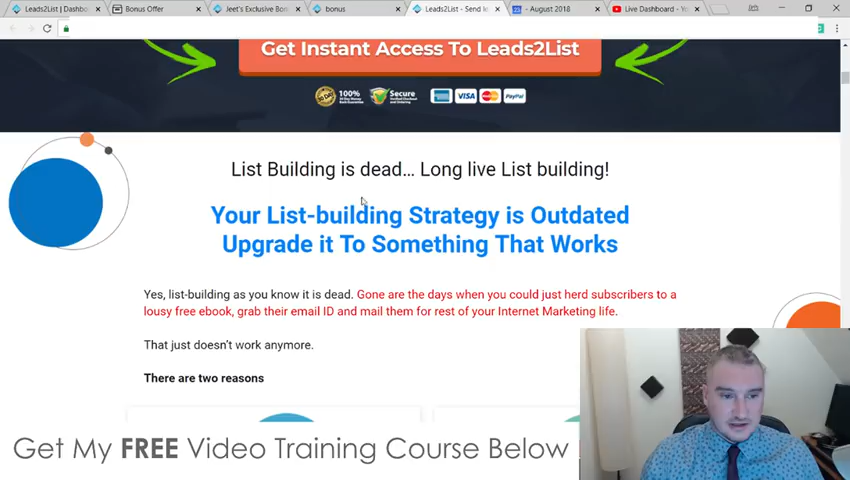 Leads2List | Dashbo
Bonus Offer
Jeet's Exclusive Bon
bonus
Leads2List - Send le
- August 2018
Live Dashboard - Yo
Get Instant Access To Leads2List
100%
Secure
VISA
PayPal
List Building is dead... Long live List building!
Your List-building Strategy is Outdated
Upgrade it To Something That Works
Yes, list-building as you know it is dead. Gone are the days when you could just herd subscribers to a
lousy free ebook, grab their email ID and mail them for rest of your Internet Marketing life.
That just doesn't work anymore.
There are two reasons
Get My FREE Video Training Course Below